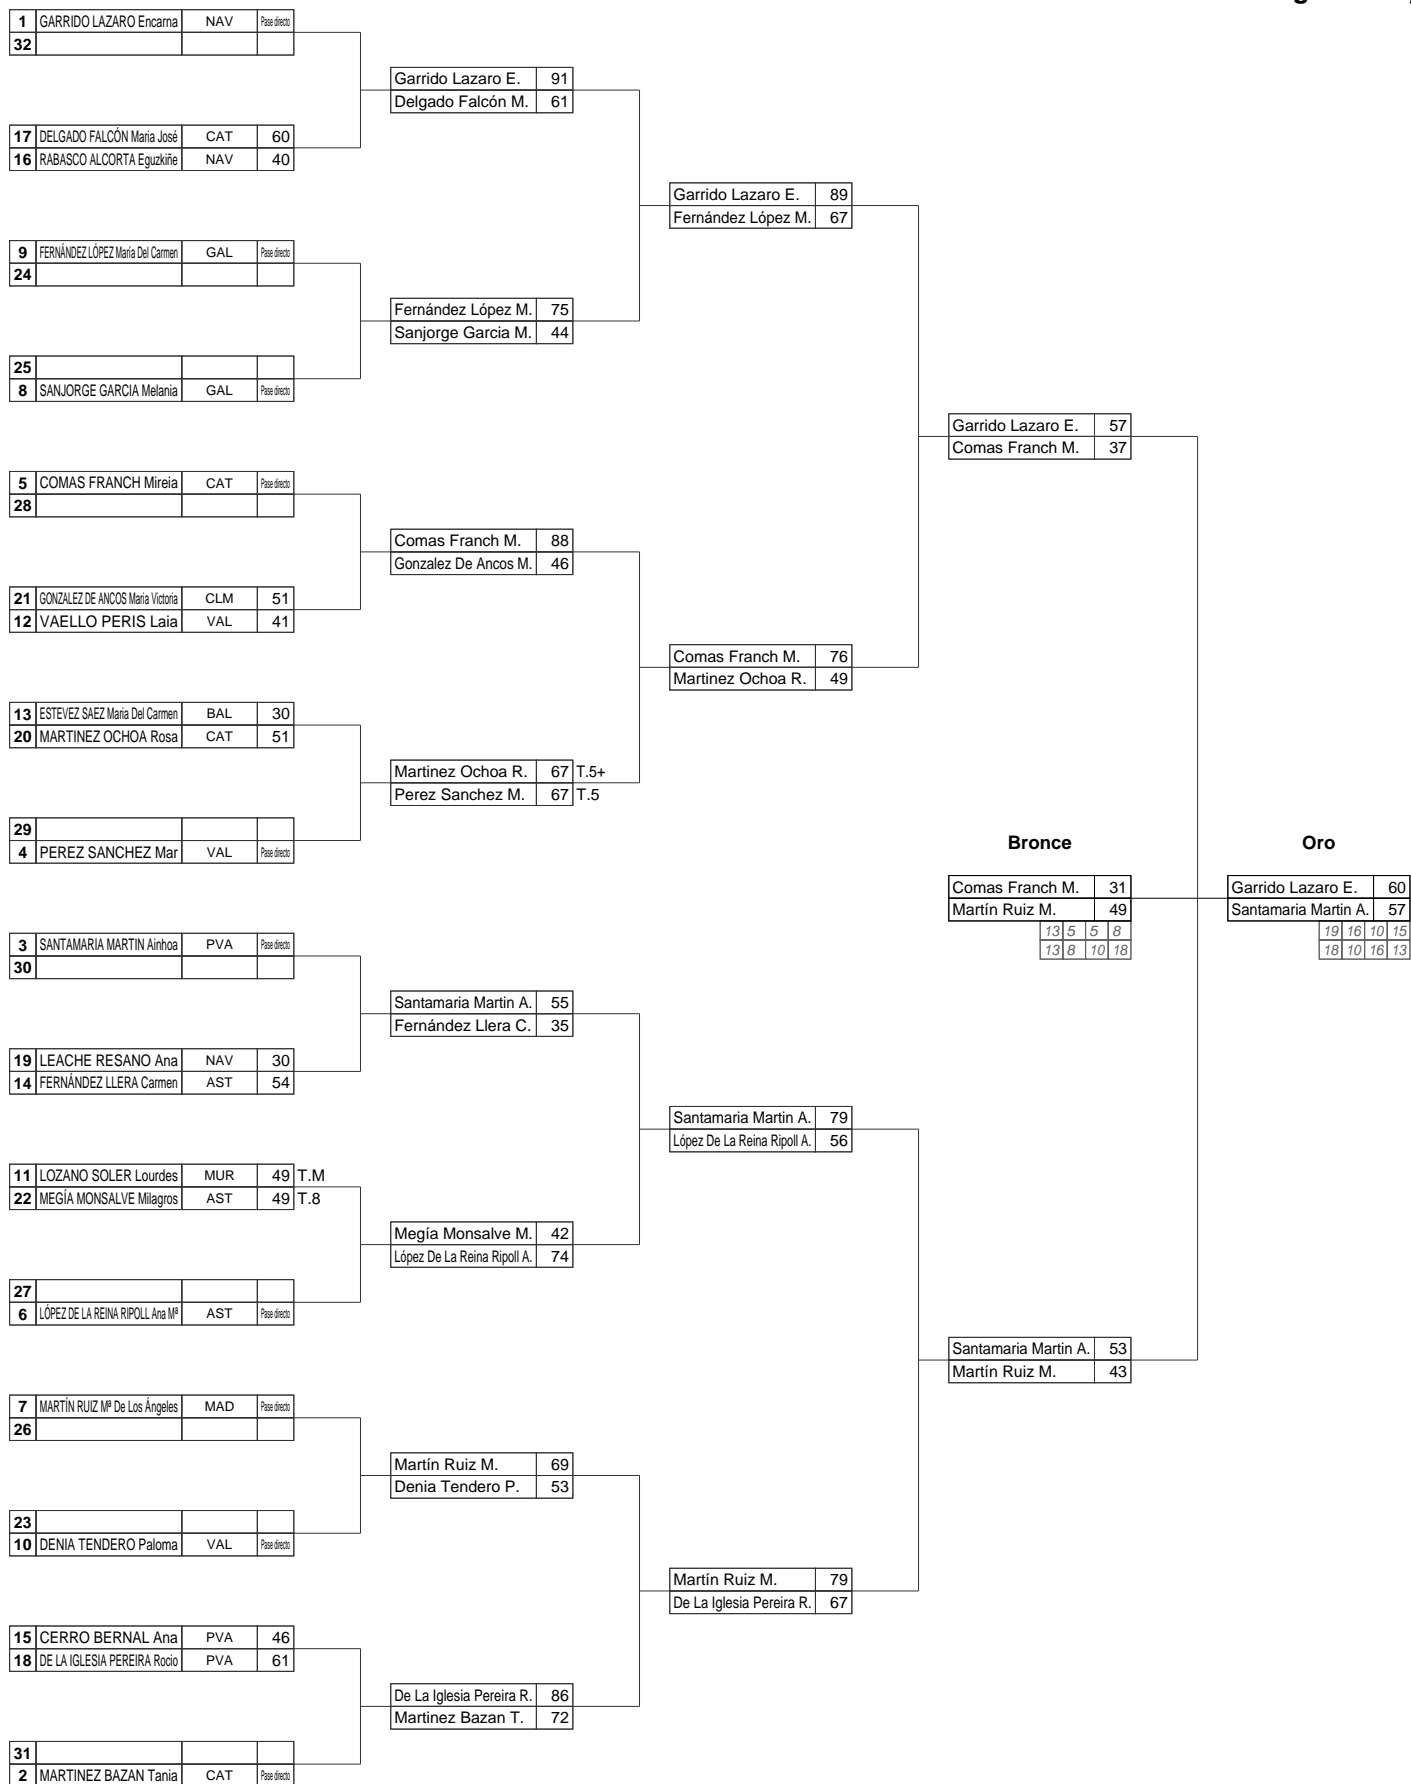 1 GARRIDO LAZARO Encarna NAV Pase directo
32
Garrido Lazaro E. 91
Delgado Falcón M. 61
17 DELGADO FALCÓN Maria José CAT 60
16 RABASCO ALCORTA Eguzkiñe NAV 40
Garrido Lazaro E. 89
Fernández López M. 67
9 FERNÁNDEZ LÓPEZ María Del Carmen GAL Pase directo
24
Fernández López M. 75
Sanjorge Garcia M. 44
25
8 SANJORGE GARCIA Melania GAL Pase directo
Garrido Lazaro E. 57
Comas Franch M. 37
5 COMAS FRANCH Mireia CAT Pase directo
28
Comas Franch M. 88
Gonzalez De Ancos M. 46
21 GONZALEZ DE ANCOS Maria Victoria CLM 51
12 VAELLO PERIS Laia VAL 41
Comas Franch M. 76
Martinez Ochoa R. 49
13 ESTEVEZ SAEZ Maria Del Carmen BAL 30
20 MARTINEZ OCHOA Rosa CAT 51
Martinez Ochoa R. 67 T.5+
Perez Sanchez M. 67 T.5
29
4 PEREZ SANCHEZ Mar VAL Pase directo
Bronce Oro
Comas Franch M. 31 Garrido Lazaro E. 60
Martín Ruiz M. 49 Santamaria Martin A. 57
13 5 5 8 19 16 10 15
13 8 10 18 18 10 16 13
3 SANTAMARIA MARTIN Ainhoa PVA Pase directo
30
Santamaria Martin A. 55
Fernández Llera C. 35
19 LEACHE RESANO Ana NAV 30
14 FERNÁNDEZ LLERA Carmen AST 54
Santamaria Martin A. 79
López De La Reina Ripoll A. 56
11 LOZANO SOLER Lourdes MUR 49 T.M
22 MEGÍA MONSALVE Milagros AST 49 T.8
Megía Monsalve M. 42
López De La Reina Ripoll A. 74
27
6 LÓPEZ DE LA REINA RIPOLL Ana Mª AST Pase directo
Santamaria Martin A. 53
Martín Ruiz M. 43
7 MARTÍN RUIZ Mª De Los Ángeles MAD Pase directo
26
Martín Ruiz M. 69
Denia Tendero P. 53
23
10 DENIA TENDERO Paloma VAL Pase directo
Martín Ruiz M. 79
De La Iglesia Pereira R. 67
15 CERRO BERNAL Ana PVA 46
18 DE LA IGLESIA PEREIRA Rocio PVA 61
De La Iglesia Pereira R. 86
Martinez Bazan T. 72
31
2 MARTINEZ BAZAN Tania CAT Pase directo